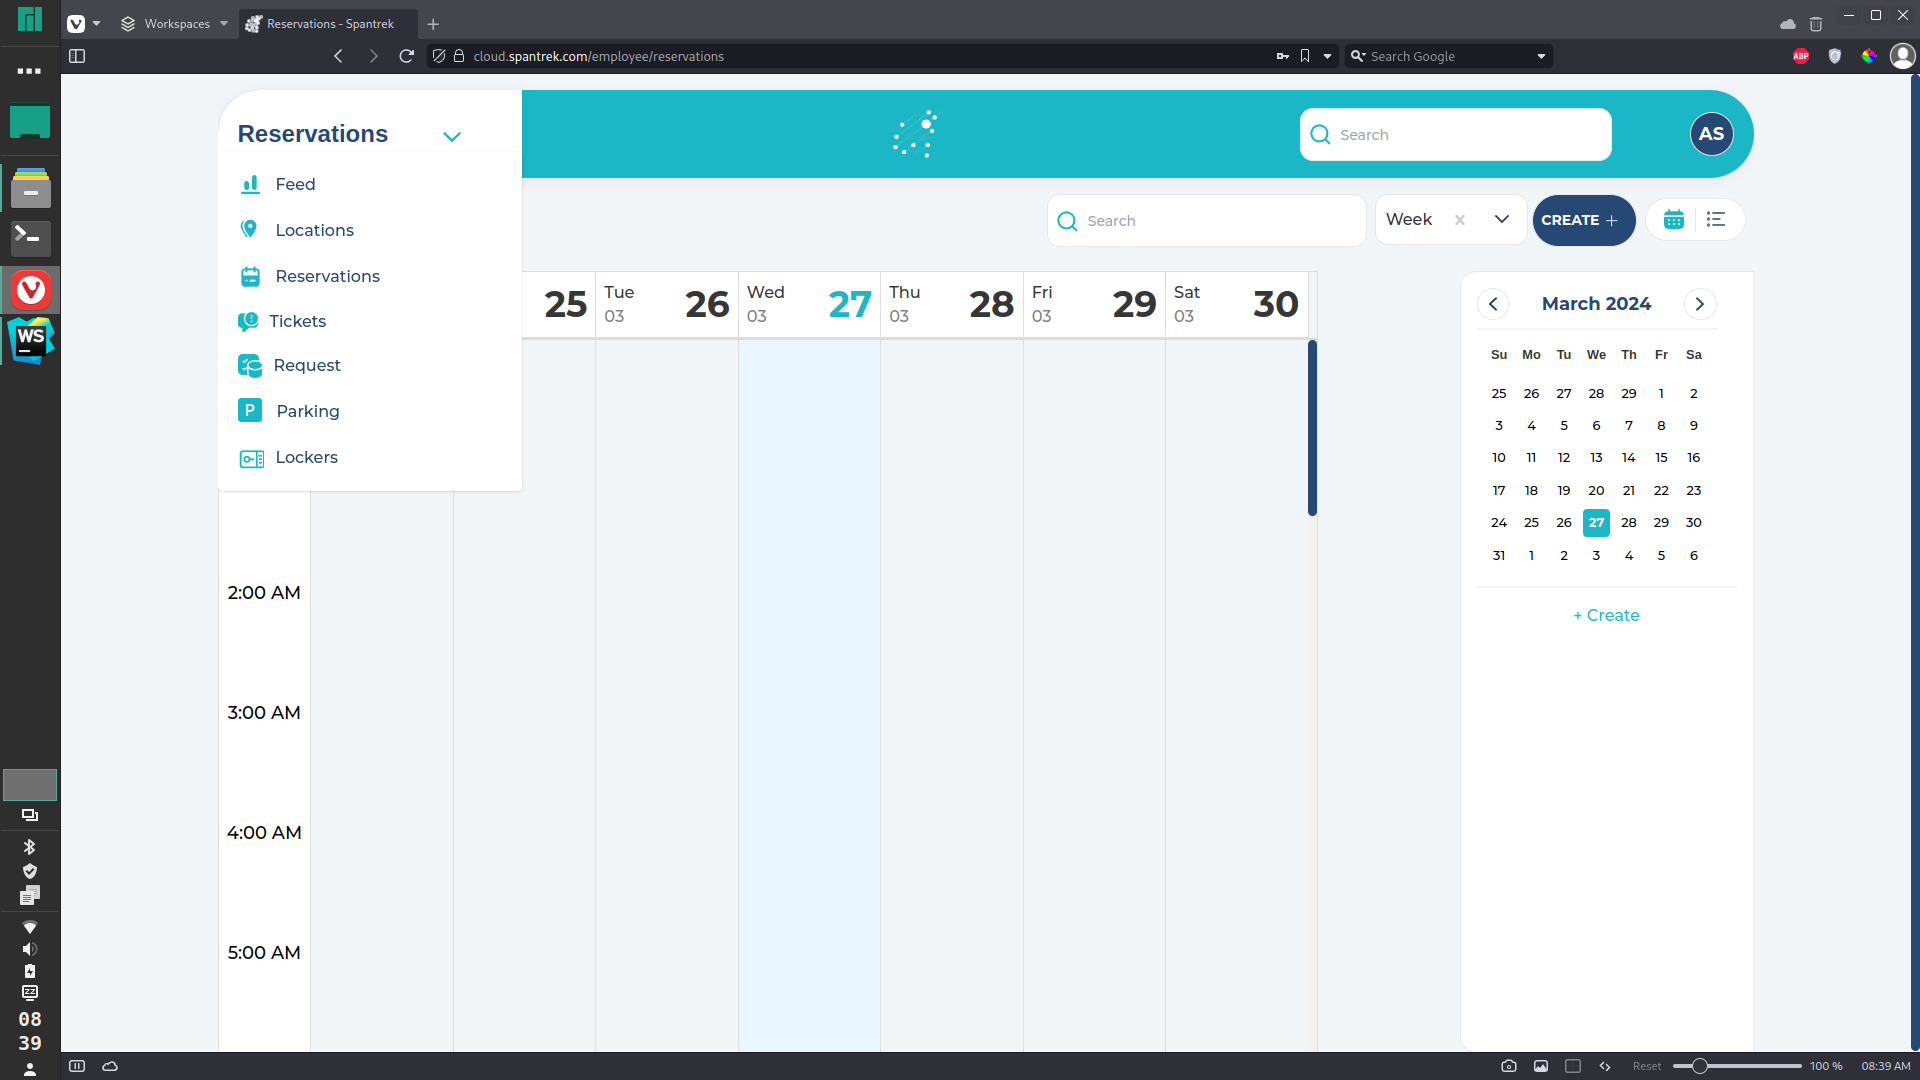 Workspaces
Reservations - Spantrek
cloud.spantrek.com/employee/reservations
Search Google
ABP
Reservations
Search
AS
Feed
Locations
Reservations
Tickets
Request
P Parking
Lockers
Search
Week
CREATE
25
Tue
03
26
Wed
03
27
Thu
03
28
Fri
03
29
Sat
03
30
2:00 AM
3:00 AM
4:00 AM
5:00 AM
March 2024
Su Mo Tu We Th Fr Sa
25 26 27 28 29 1 2
3 4 5 6 7 8 9
10 11 12 13 14 15 16
17 18 19 20 21 22 23
24 25 26 27 28 29 30
31 1 2 3 4 5 6
+ Create
WS
08
39
Reset
100 %
08:39 AM